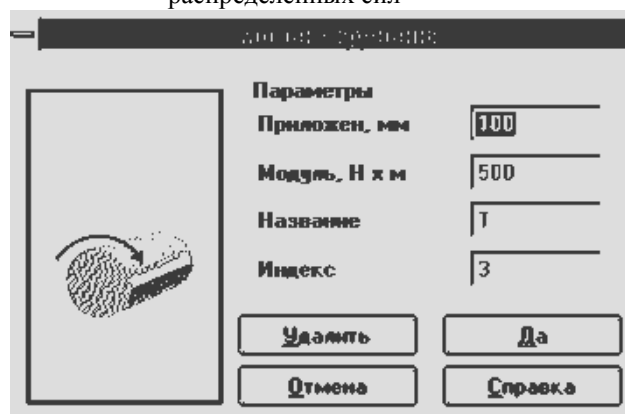 распределенных сил
Параметры
Приложен, мм 100
Модуль, Н х м 500
Название T
Индекс 3
Удалить Да
Отмена Справка